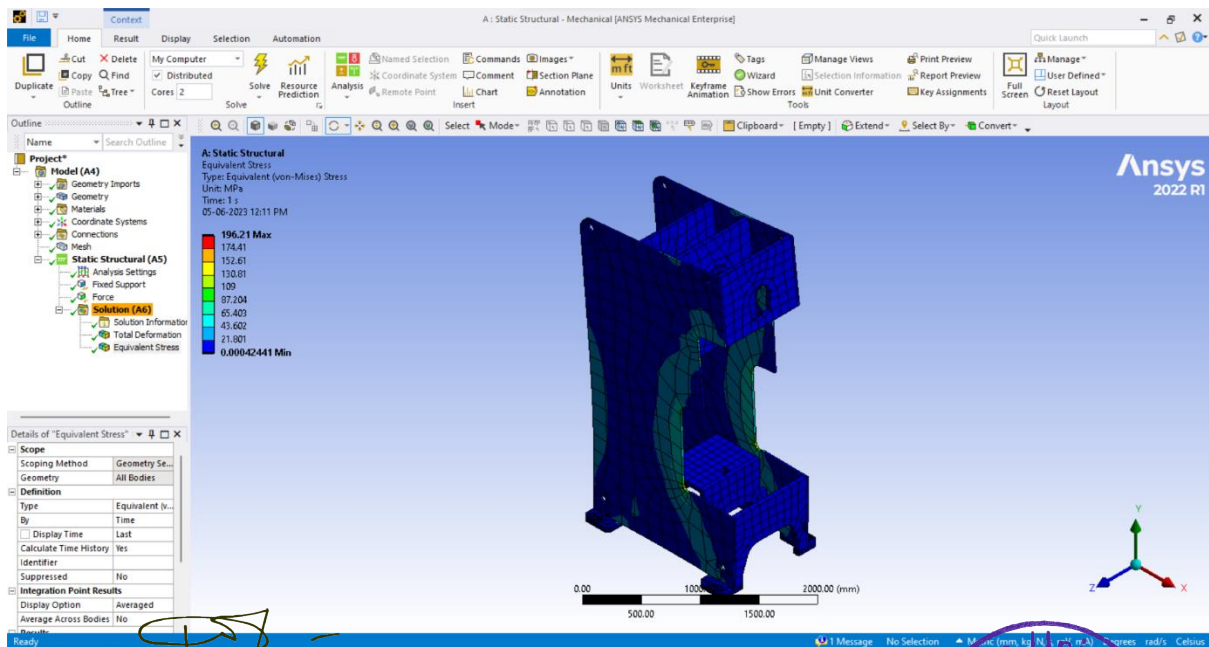 Context
A : Static Structural - Mechanical [ANSYS Mechanical Enterprise]
File Home Result Display Selection Automation
Quick Launch
Duplicate
Cut Delete
Copy Find
Paste Tree
Outline
My Computer
Distributed
Cores 2
Solve
Resource Prediction
Solve
Analysis
Named Selection
Coordinate System
Remote Point
Commands
Comment
Chart
Images
Section Plane
Annotation
Insert
Units
Worksheet
Keyframe Animation
Tags
Wizard
Show Errors
Manage Views
Selection Information
Unit Converter
Print Preview
Report Preview
Key Assignments
Tools
Full Screen
Manage
User Defined
Reset Layout
Layout
Outline
Name Search Outline
Select Mode Clipboard [Empty] Extend Select By Convert
Project*
Model (A4)
Geometry Imports
Geometry
Materials
Coordinate Systems
Connections
Mesh
Static Structural (A5)
Analysis Settings
Fixed Support
Force
Solution (A6)
Solution Informatior
Total Deformation
Equivalent Stress
A: Static Structural
Equivalent Stress
Type: Equivalent (von-Mises) Stress
Unit: MPa
Time: 1 s
05-06-2023 12:11 PM
196.21 Max
174.41
152.61
130.81
109
87.204
65.403
43.602
21.801
0.00042441 Min
Ansys
2022 R1
Details of "Equivalent Stress"
Scope
Scoping Method Geometry Se...
Geometry All Bodies
Definition
Type Equivalent (v...
By Time
Display Time Last
Calculate Time History Yes
Identifier
Suppressed No
Integration Point Results
Display Option Averaged
Average Across Bodies No
0.00 1000.00 2000.00 (mm)
500.00 1500.00
Y
Z X
Ready
1 Message No Selection Metric (mm, kg, N, s, mV, mA) Degrees rad/s Celsius